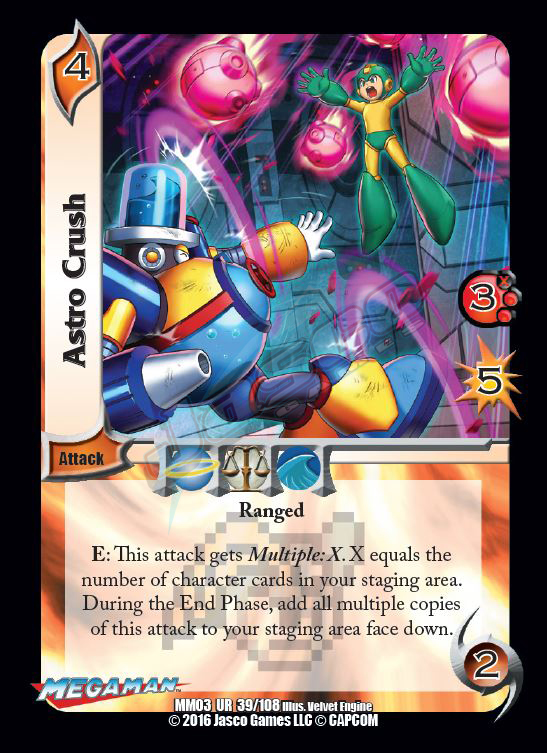 4
Astro Crush
3
5
Attack
Ranged
E: This attack gets Multiple: X. X equals the
number of character cards in your staging area.
During the End Phase, add all multiple copies
of this attack to your staging area face down.
2
MEGAMAN™
MM03 UR 39/108 Illus. Velvet Engine
© 2016 Jasco Games LLC © CAPCOM